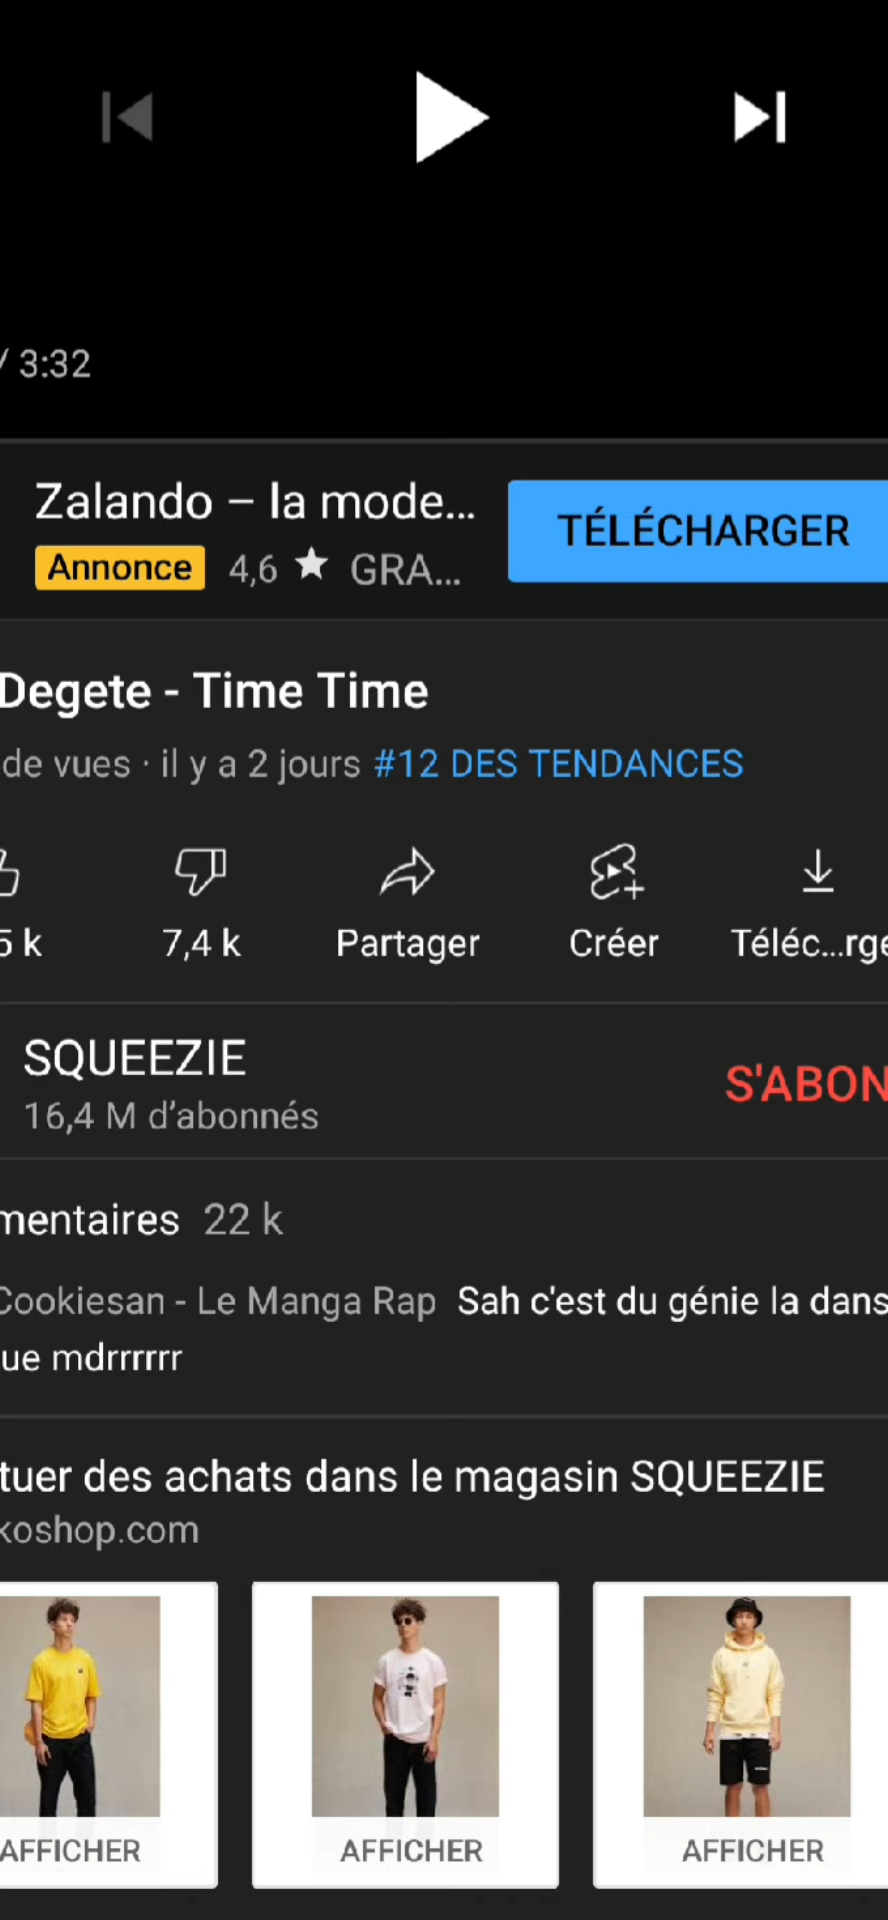 / 3:32
Zalando – la mode...
TÉLÉCHARGER
Annonce 4,6 ★ GRA...
Degete - Time Time
de vues · il y a 2 jours #12 DES TENDANCES
5 k 7,4 k Partager Créer Téléc...rge
SQUEEZIE
S'ABON
16,4 M d'abonnés
mentaires 22 k
Cookiesan - Le Manga Rap Sah c'est du génie la dans
ue mdrrrrrr
tuer des achats dans le magasin SQUEEZIE
koshop.com
AFFICHER AFFICHER AFFICHER